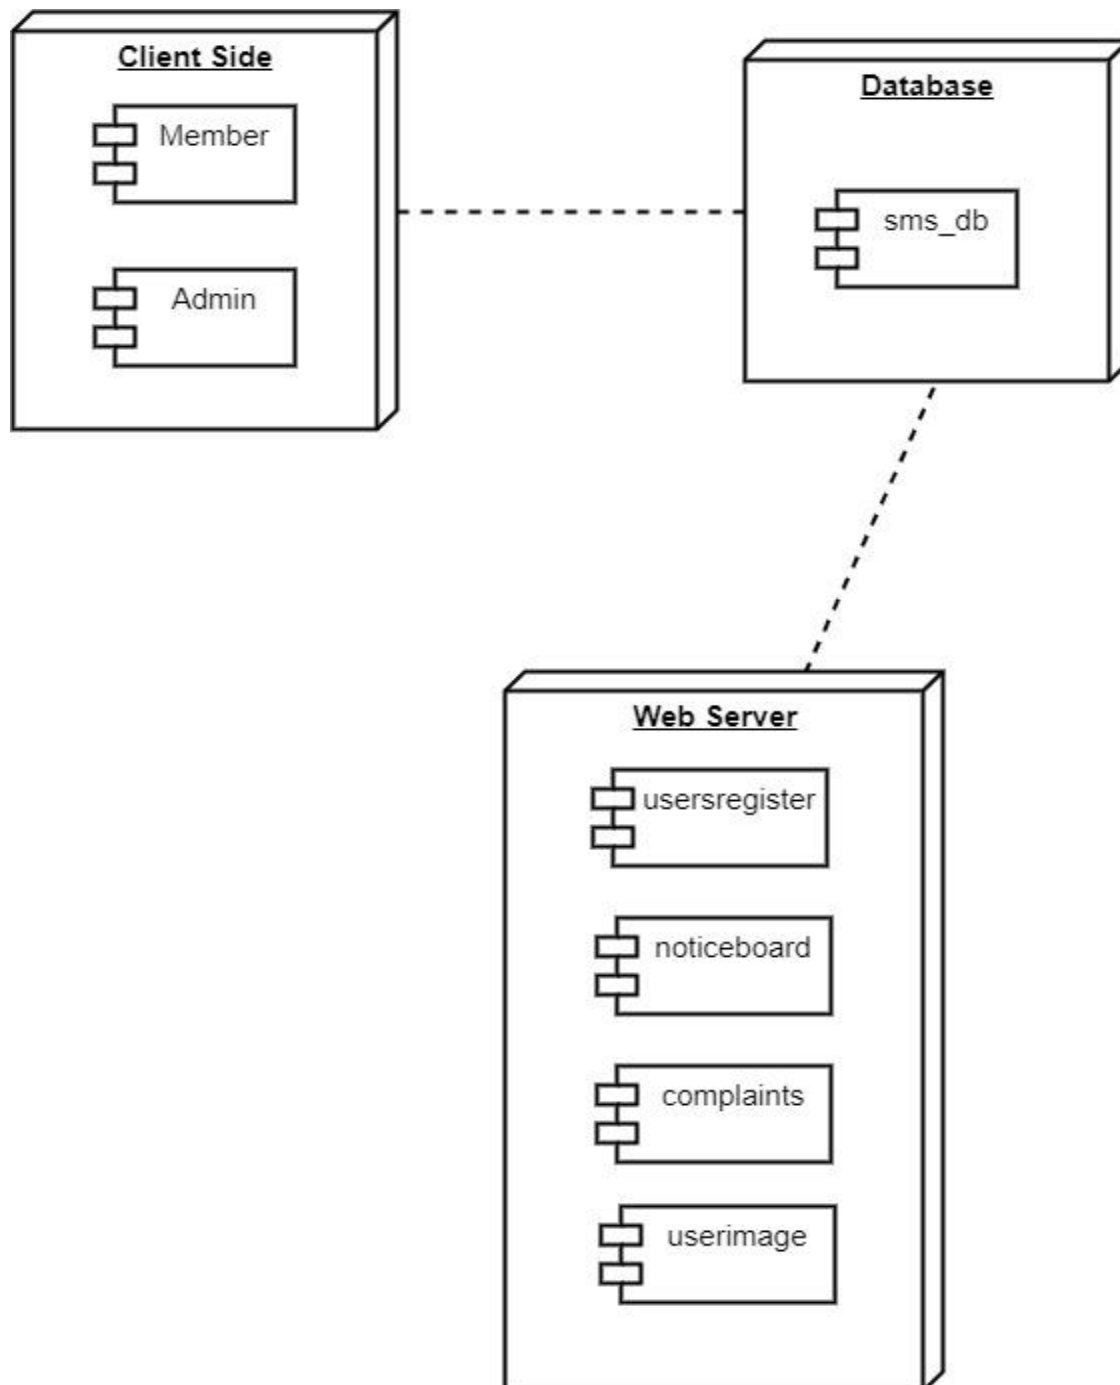 Client Side
Member
Admin
Database
sms_db
Web Server
usersregister
noticeboard
complaints
userimage